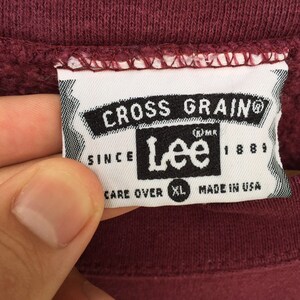 CROSS GRAIN®
(R)MR
SINCE Lee 1889
CARE OVER XL MADE IN USA